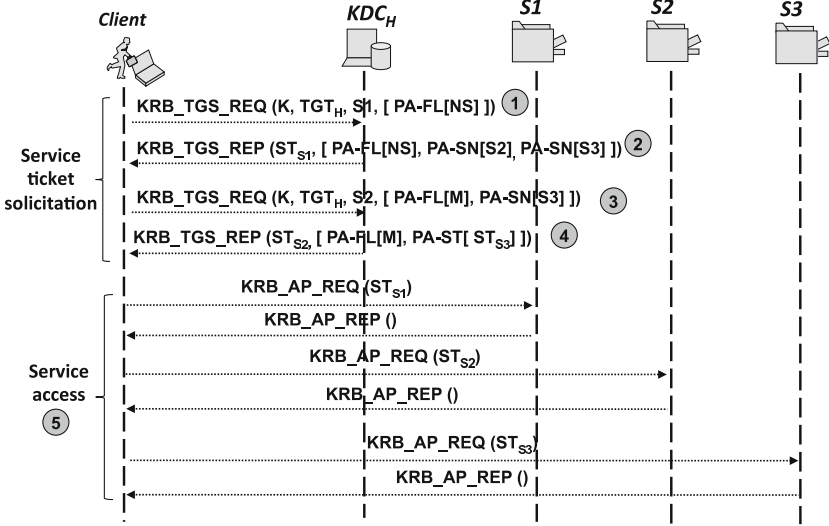 Client
KDC_H
S1
S2
S3
KRB_TGS_REQ (K, TGT_H, S1, [ PA-FL[NS] ]) 1
KRB_TGS_REP (ST_S1, [ PA-FL[NS], PA-SN[S2], PA-SN[S3] ]) 2
Service
ticket
solicitation
KRB_TGS_REQ (K, TGT_H, S2, [ PA-FL[M], PA-SN[S3] ]) 3
KRB_TGS_REP (ST_S2, [ PA-FL[M], PA-ST[ ST_S3] ]) 4
KRB_AP_REQ (ST_S1)
KRB_AP_REP ()
KRB_AP_REQ (ST_S2)
Service
access
5
KRB_AP_REP ()
KRB_AP_REQ (ST_S3)
KRB_AP_REP ()